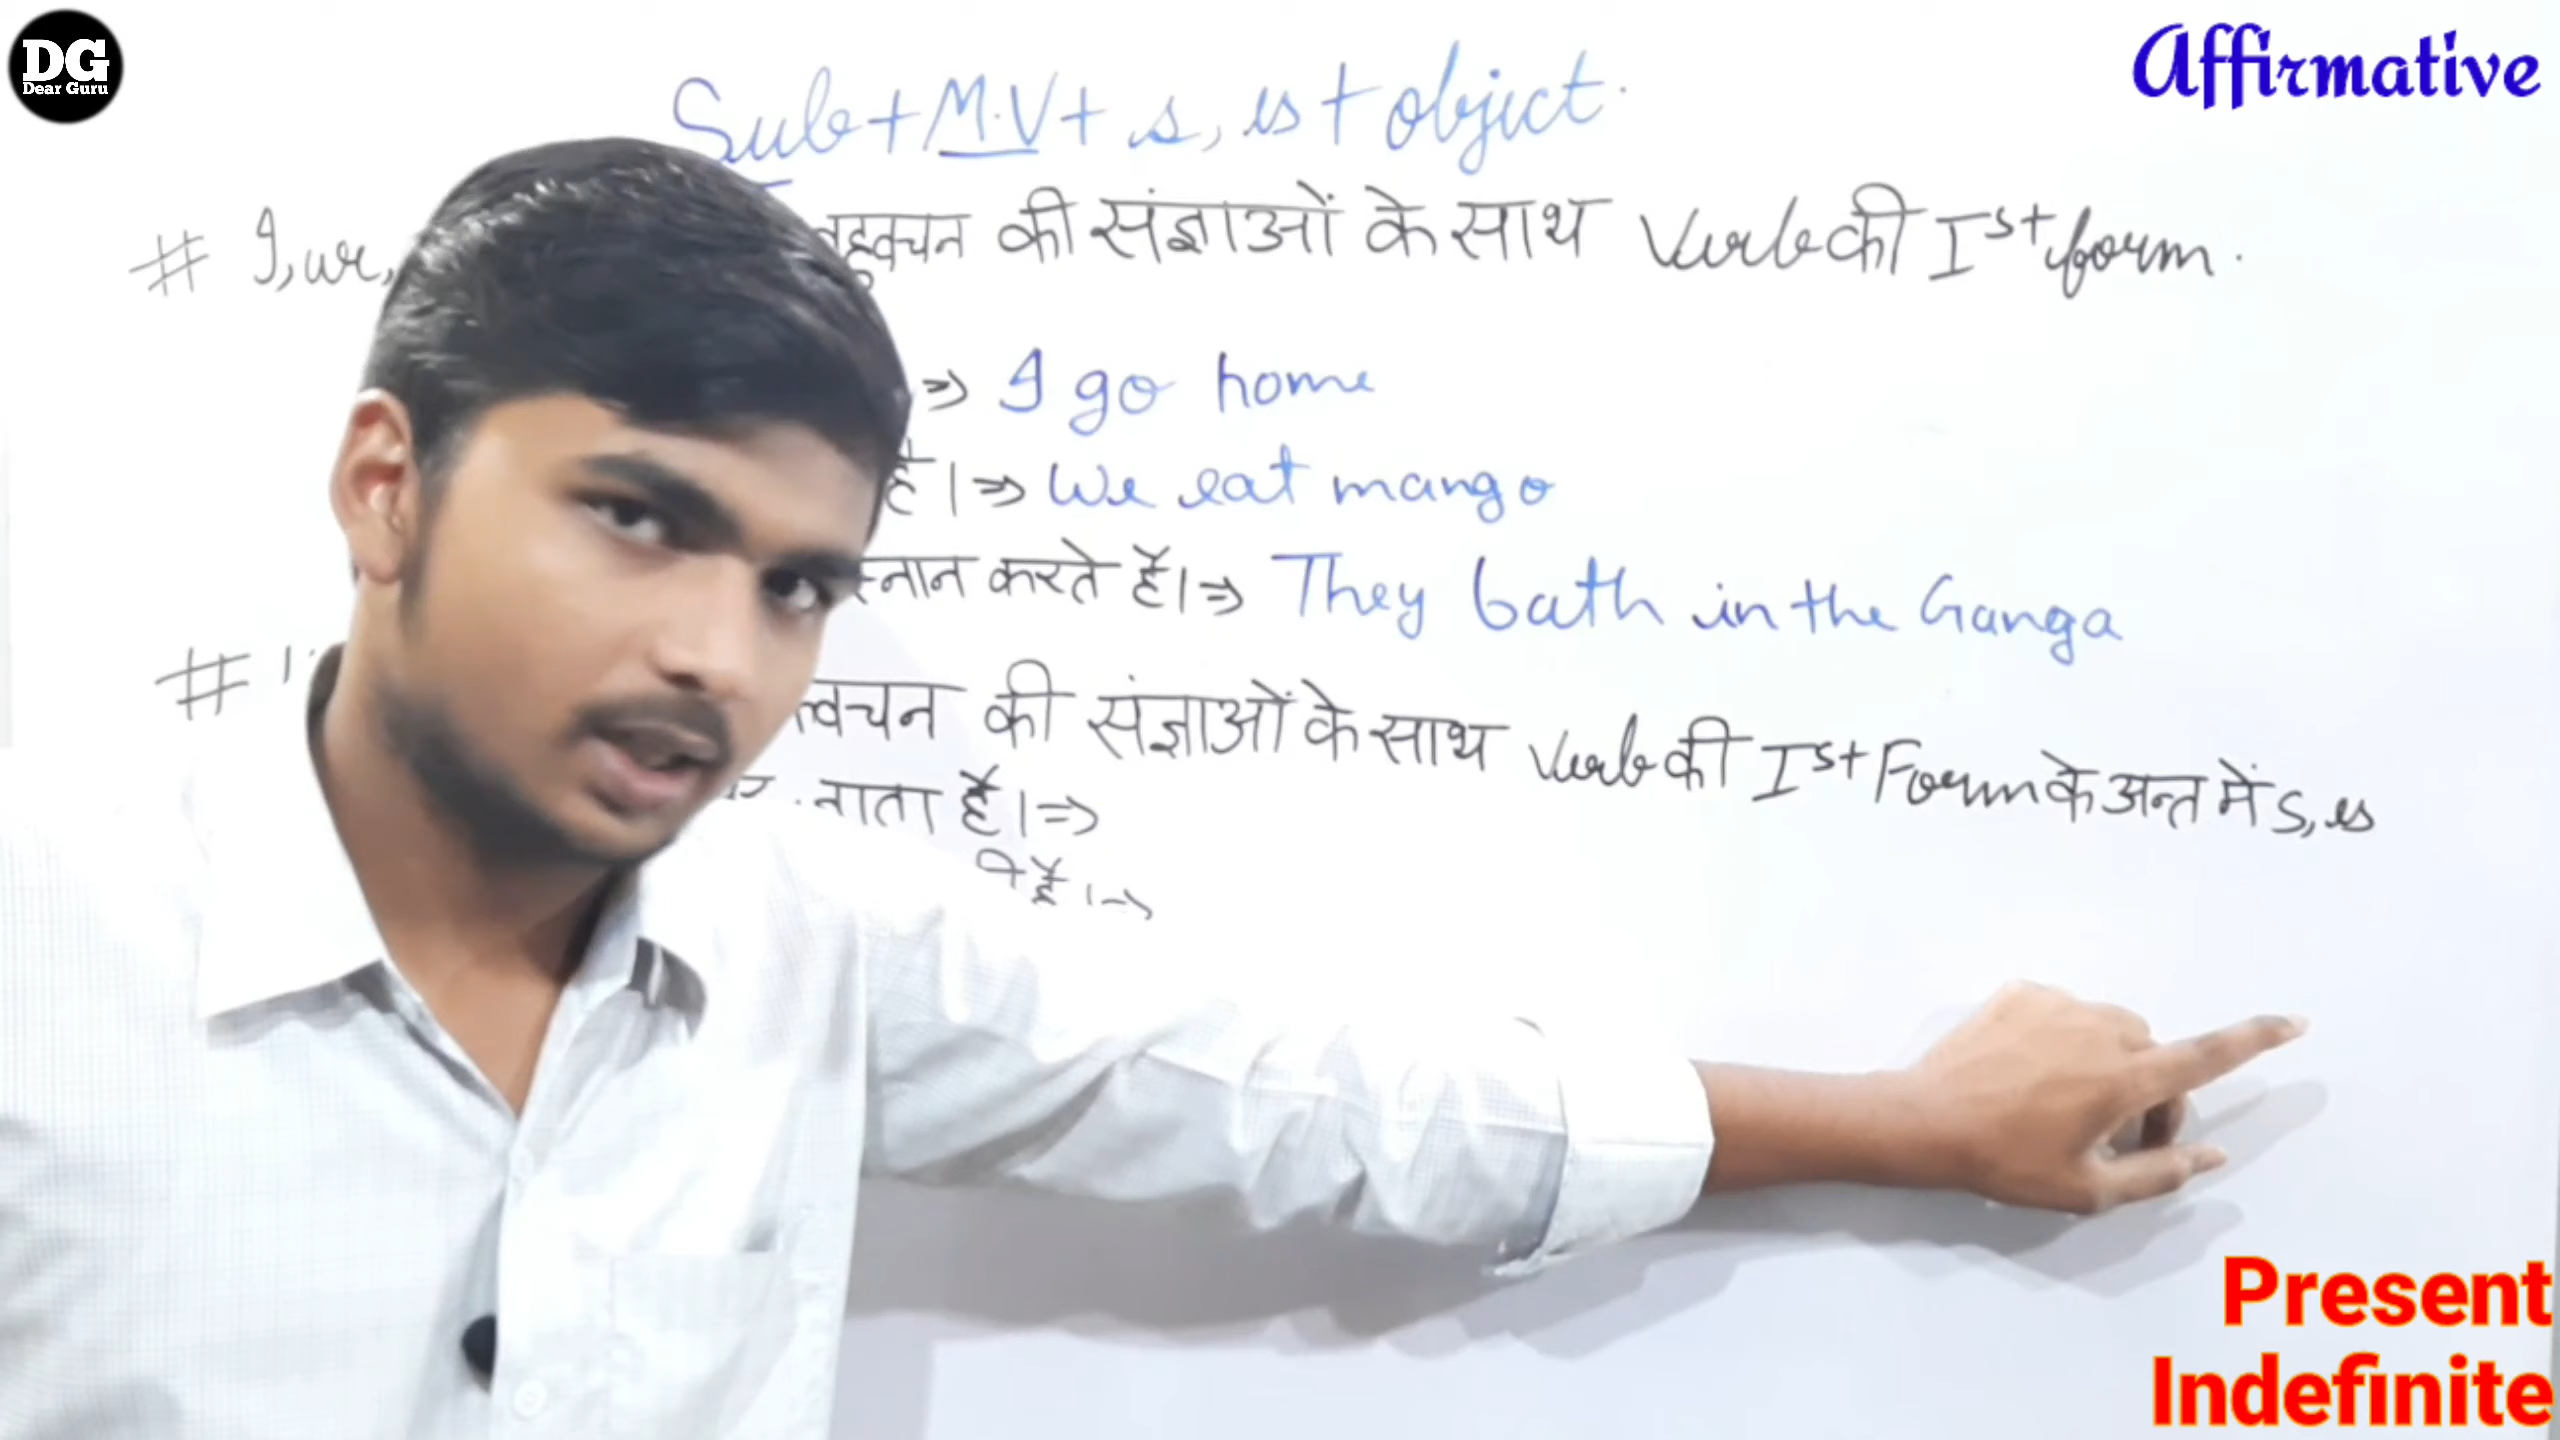 DG
Dear Guru
Affirmative
Sub + M.V + s, es + object.
# I, we, बहुवचन की संज्ञाओं के साथ Verb की Ist form.
⇒ I go home
है । ⇒ We eat mango
स्नान करते हैं। ⇒ They bath in the Ganga
# की संज्ञाओं के साथ Verb की Ist Form के अन्त में s, es
है । ⇒
Present
Indefinite